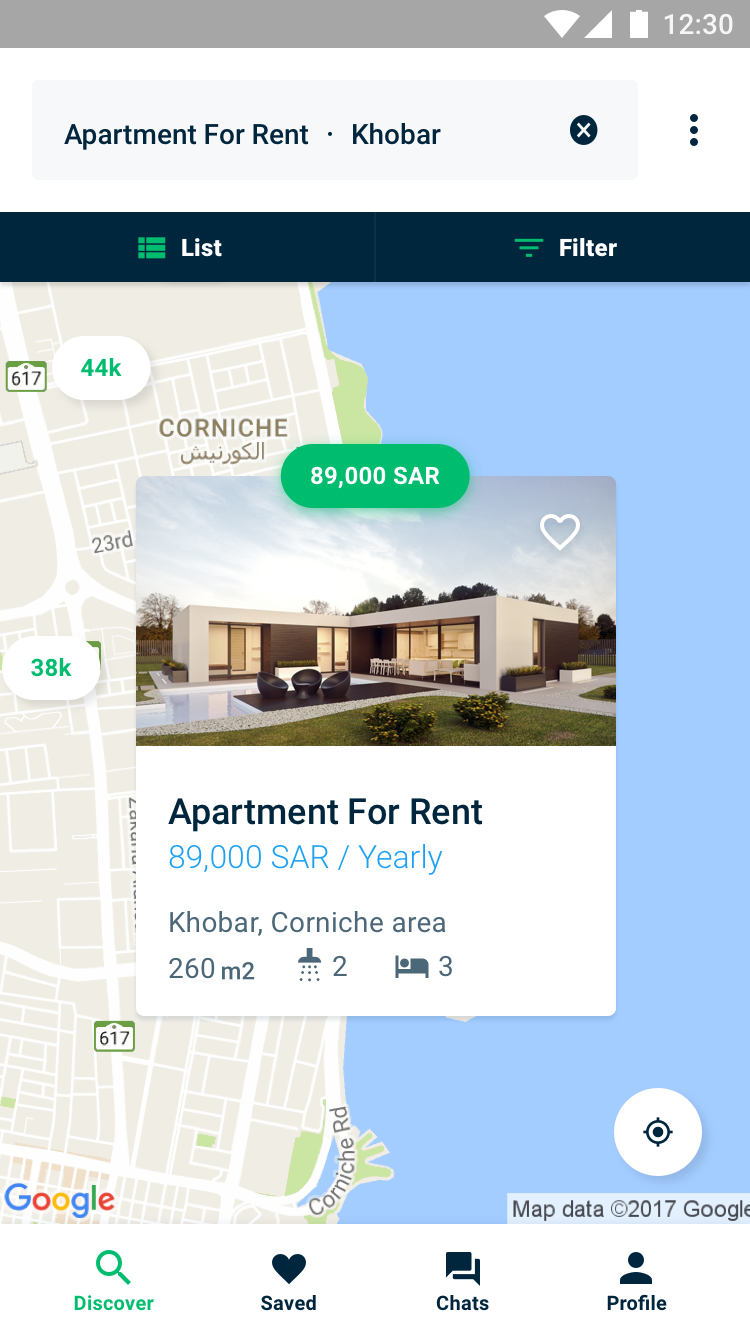 12:30
Apartment For Rent · Khobar
List
Filter
44k
617
CORNICHE
الكورنيش
89,000 SAR
23rd
38k
Apartment For Rent
89,000 SAR / Yearly
Khobar, Corniche area
260 m2 2 3
617
Corniche Rd
Google
Map data ©2017 Google
Discover
Saved
Chats
Profile